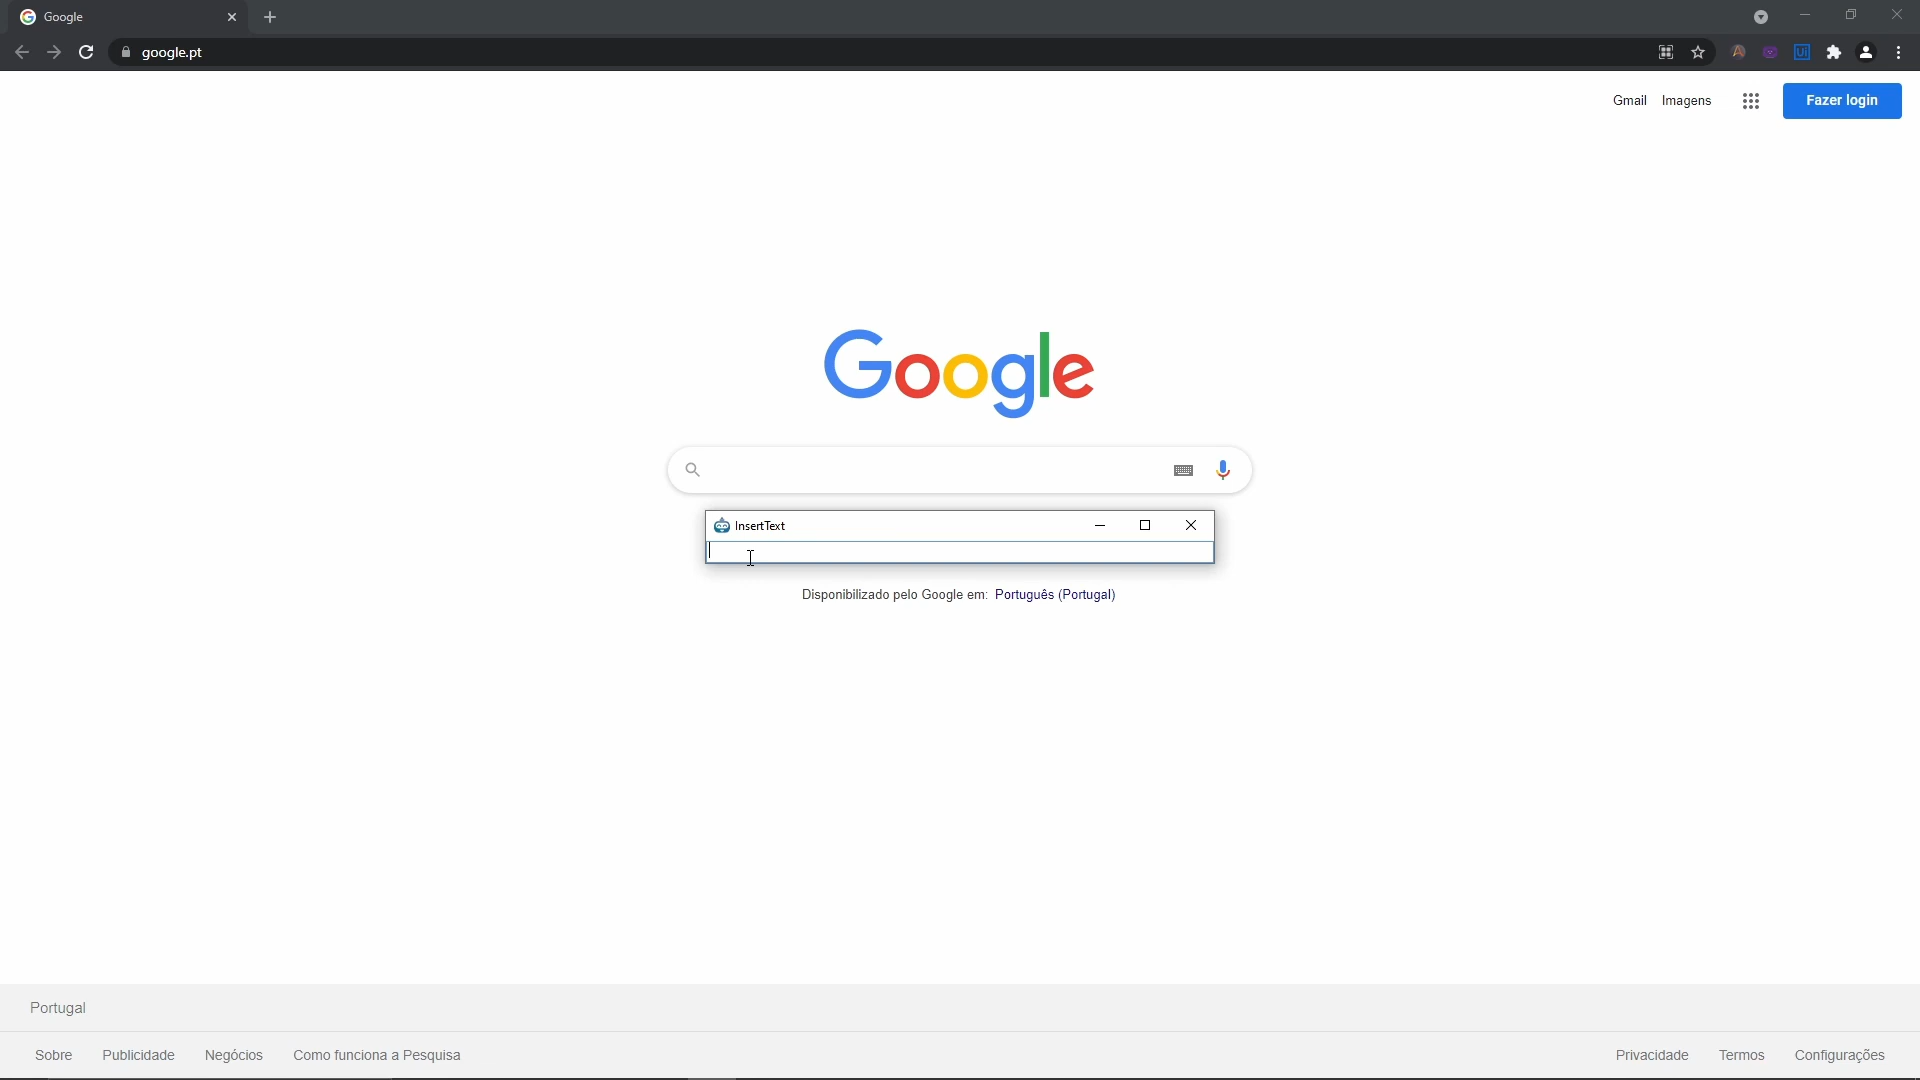 Google
google.pt
Ui
Gmail Imagens Fazer login
Google
InsertText
Disponibilizado pelo Google em: Português (Portugal)
Portugal
Sobre Publicidade Negócios Como funciona a Pesquisa Privacidade Termos Configurações